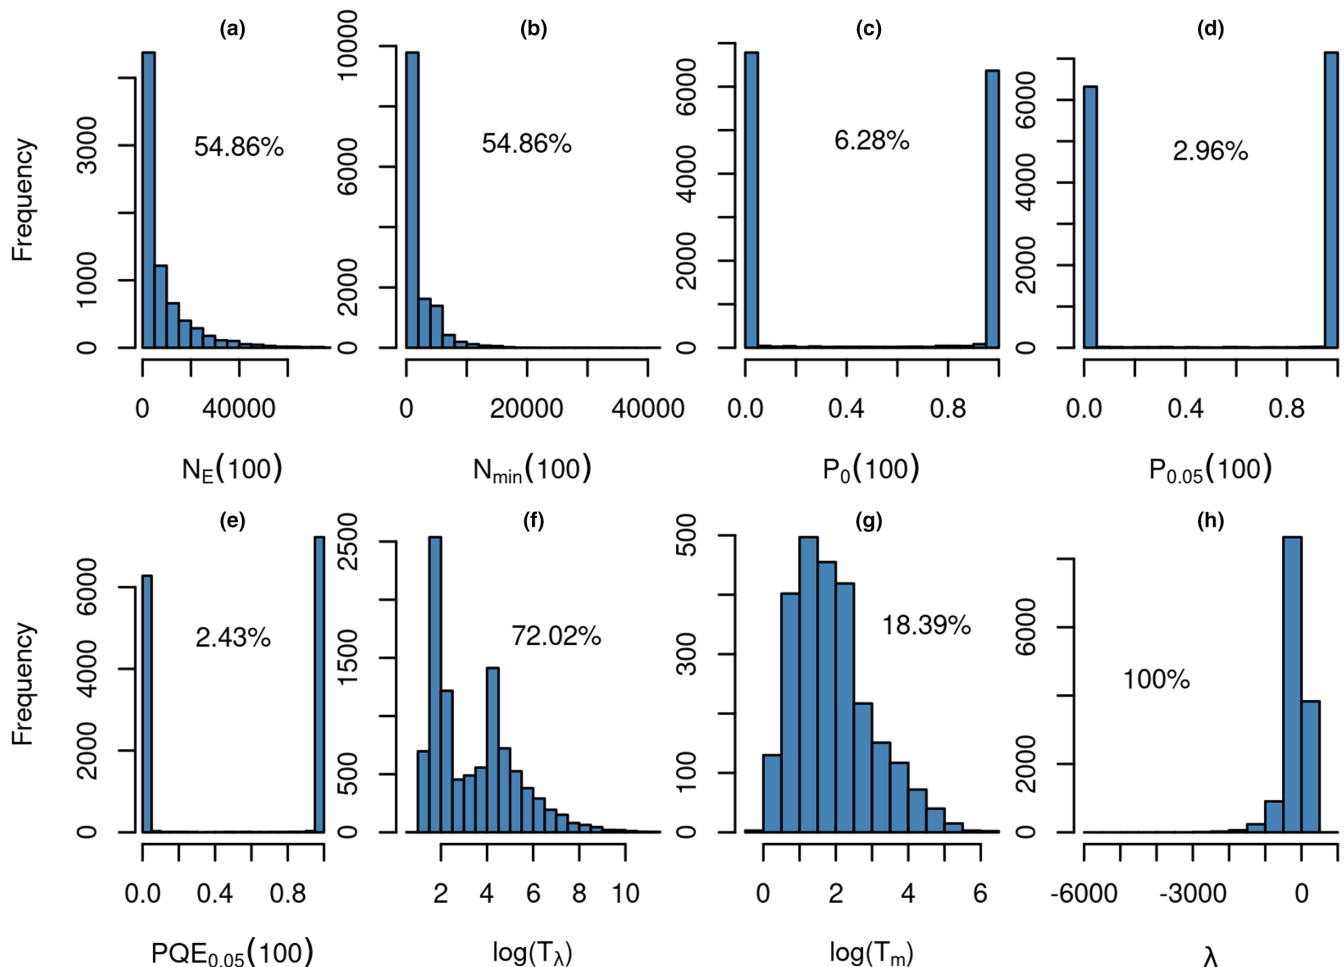 (a) (b) (c) (d)
Frequency
0 1000 3000
54.86%
0 40000
N_E(100)
0 2000 6000 10000
54.86%
0 20000 40000
N_min(100)
0 2000 4000 6000
6.28%
0.0 0.4 0.8
P_0(100)
0 2000 4000 6000
2.96%
0.0 0.4 0.8
P_0.05(100)
(e) (f) (g) (h)
Frequency
0 2000 4000 6000
2.43%
0.0 0.4 0.8
PQE_0.05(100)
0 500 1500 2500
72.02%
2 4 6 8 10
log(T_λ)
0 100 300 500
18.39%
0 2 4 6
log(T_m)
0 2000 6000
100%
-6000 -3000 0
λ